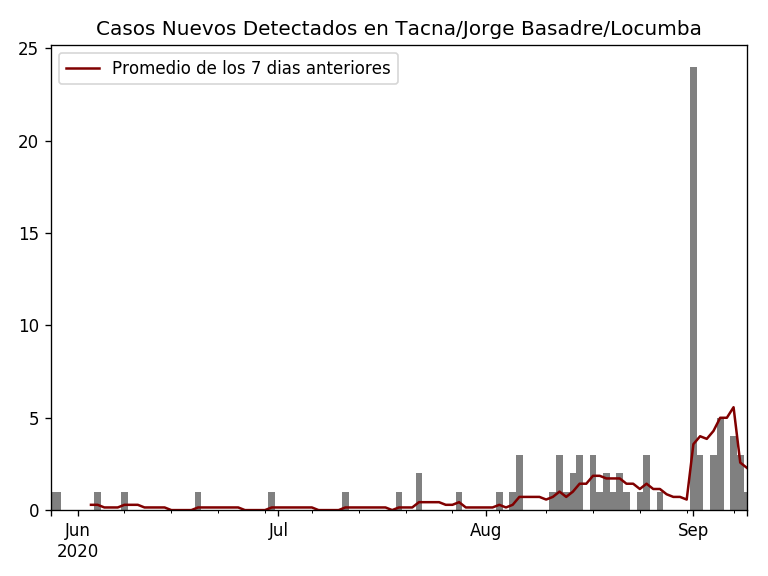 Casos Nuevos Detectados en Tacna/Jorge Basadre/Locumba
Promedio de los 7 dias anteriores
25
20
15
10
5
0
Jun
2020
Jul
Aug
Sep